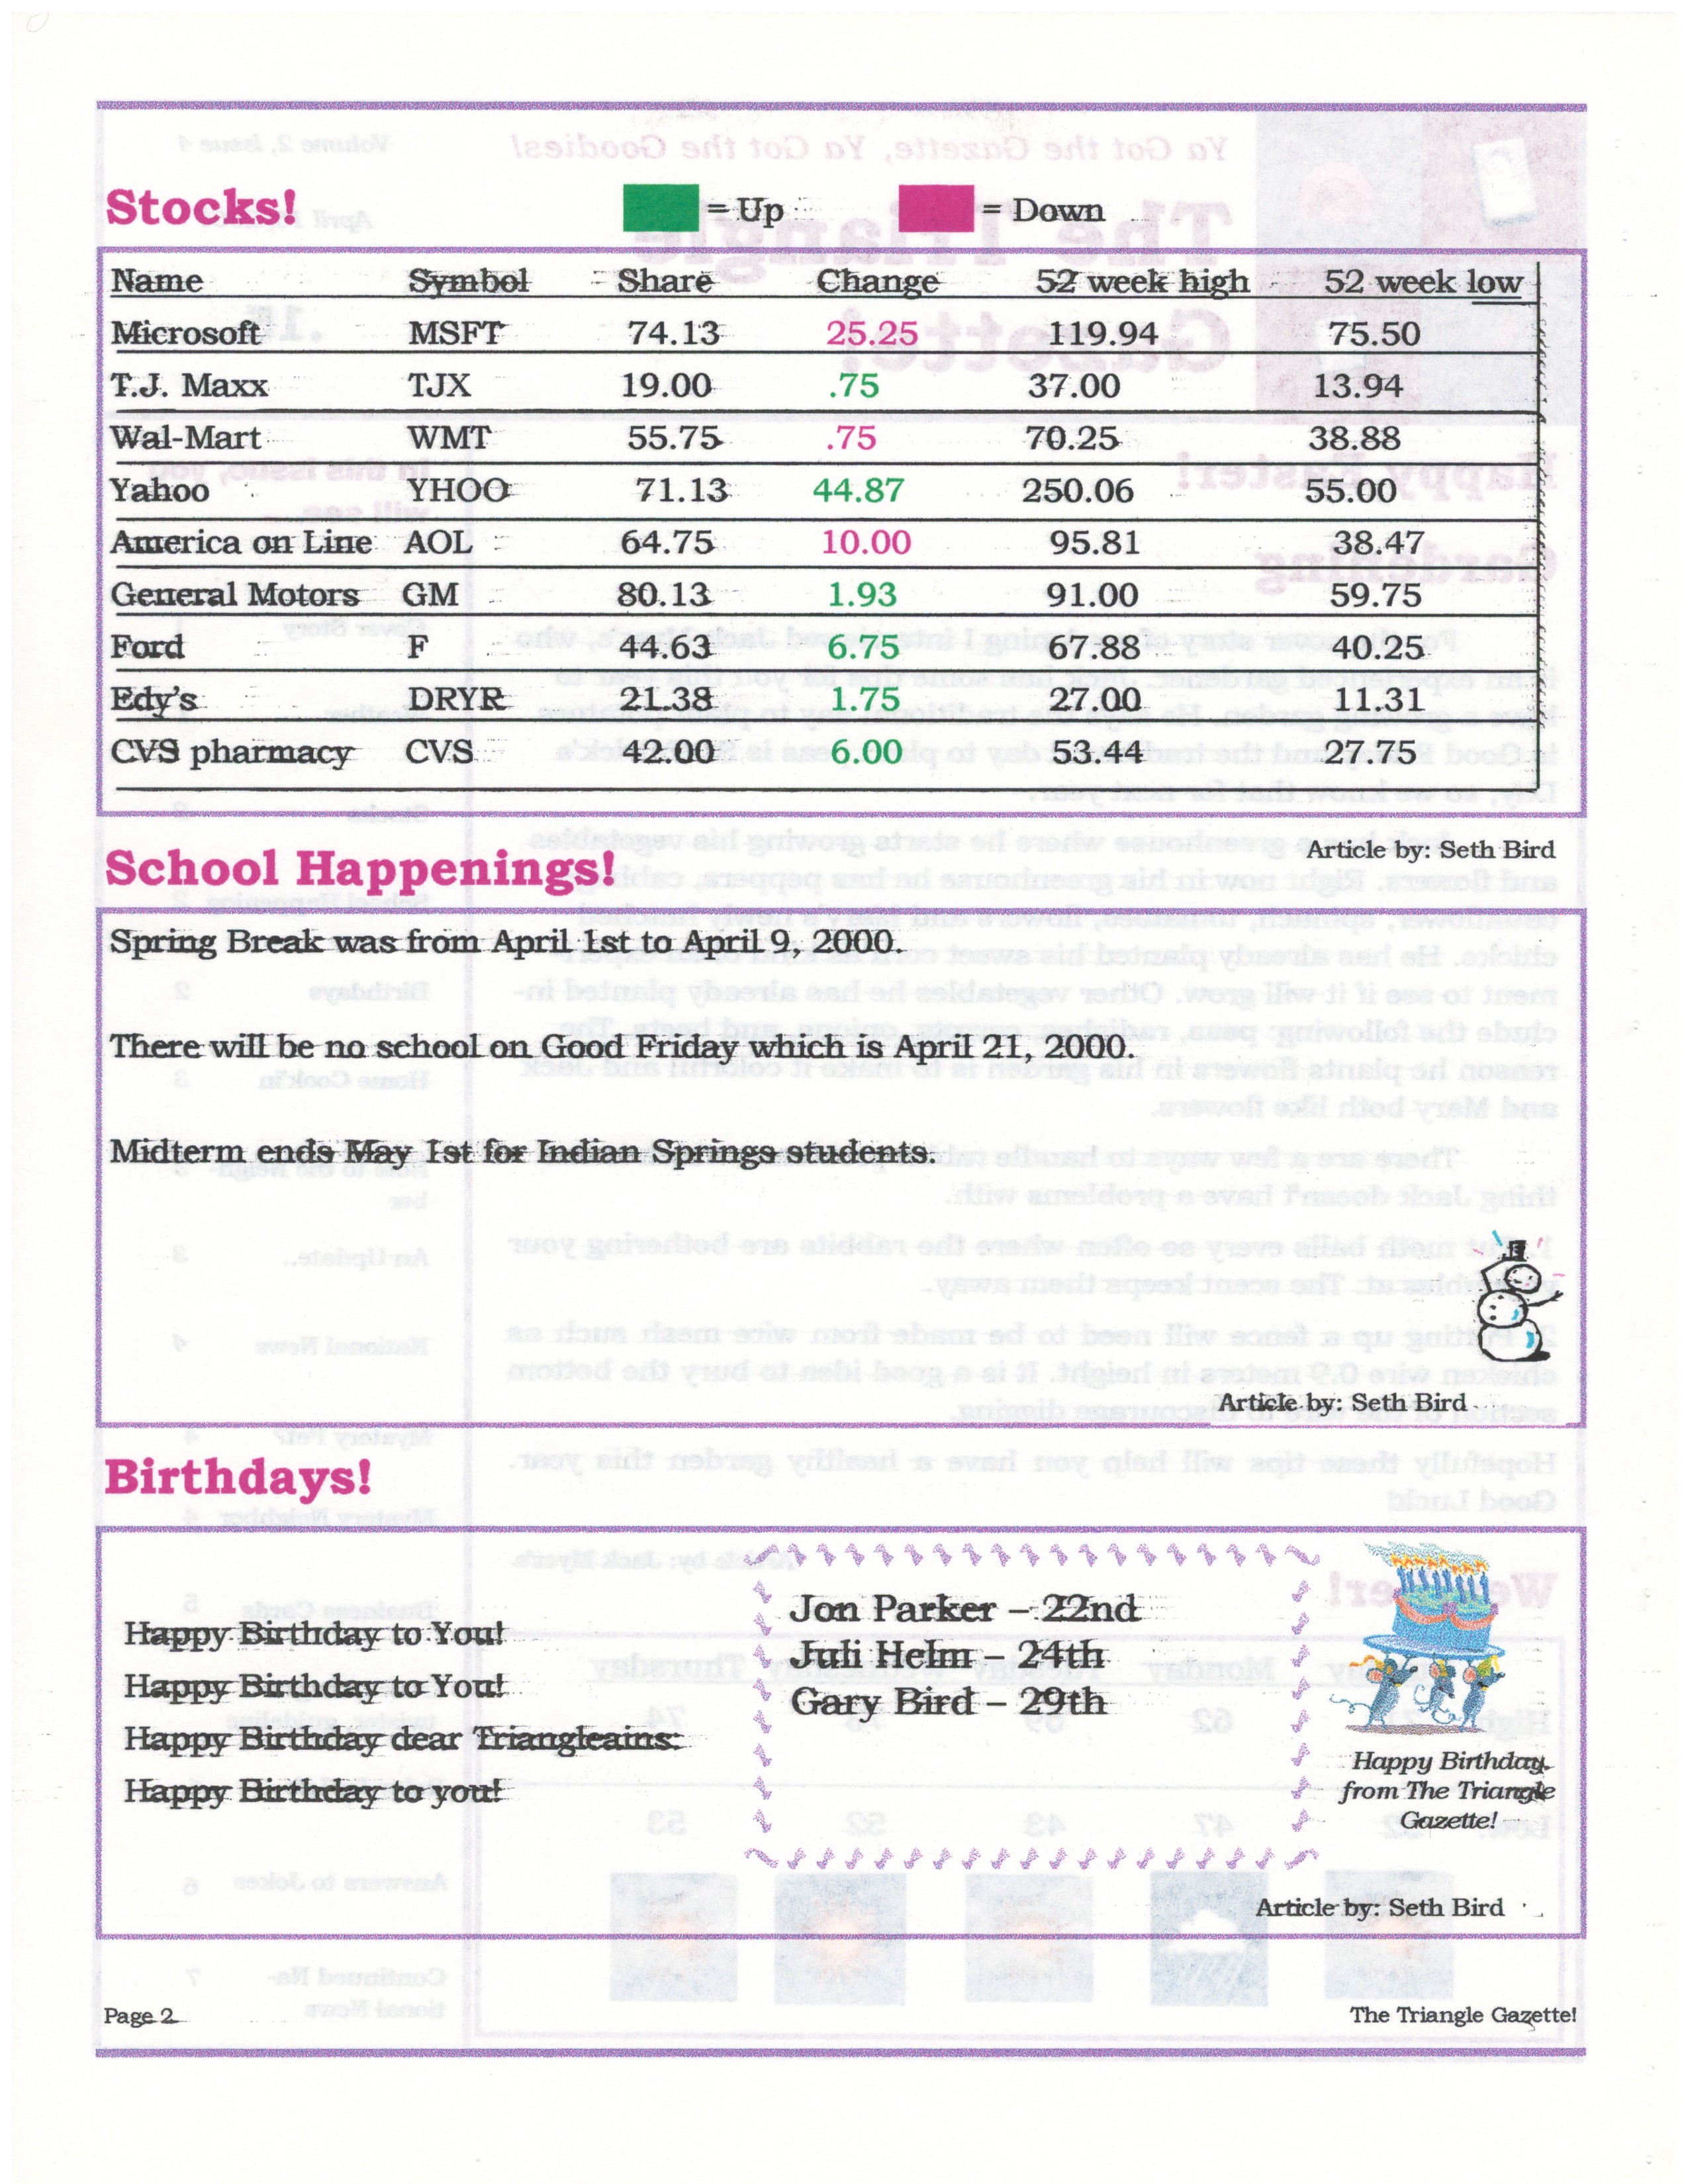 Stocks!
= Up = Down
Name Symbol Share Change 52 week high 52 week low
Microsoft MSFT 74.13 25.25 119.94 75.50
T.J. Maxx TJX 19.00 .75 37.00 13.94
Wal-Mart WMT 55.75 .75 70.25 38.88
Yahoo YHOO 71.13 44.87 250.06 55.00
America on Line AOL 64.75 10.00 95.81 38.47
General Motors GM 80.13 1.93 91.00 59.75
Ford F 44.63 6.75 67.88 40.25
Edy's DRYR 21.38 1.75 27.00 11.31
CVS pharmacy CVS 42.00 6.00 53.44 27.75
Article by: Seth Bird
School Happenings!
Spring Break was from April 1st to April 9, 2000.
There will be no school on Good Friday which is April 21, 2000.
Midterm ends May 1st for Indian Springs students.
Article by: Seth Bird
Birthdays!
Happy Birthday to You!
Happy Birthday to You!
Happy Birthday dear Triangleains:
Happy Birthday to you!
Jon Parker – 22nd
Juli Helm – 24th
Gary Bird – 29th
Happy Birthday
from The Triangle
Gazette!
Article by: Seth Bird
Page 2
The Triangle Gazette!